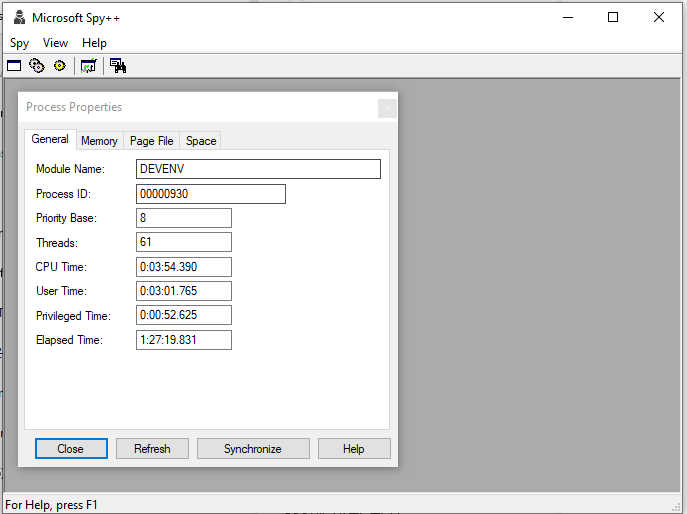 Microsoft Spy++
Spy View Help
Process Properties
General Memory Page File Space
Module Name: DEVENV
Process ID: 00000930
Priority Base: 8
Threads: 61
CPU Time: 0:03:54.390
User Time: 0:03:01.765
Privileged Time: 0:00:52.625
Elapsed Time: 1:27:19.831
Close Refresh Synchronize Help
For Help, press F1